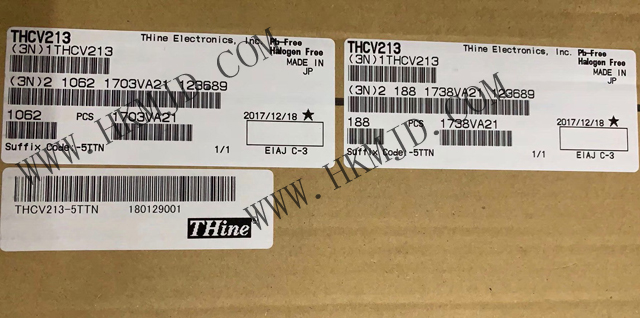 THCV213
THine Electronics, Inc.
Pb-Free
Halogen Free
(3N)1THCV213
MADE IN
JP
(3N)2 1062 1703VA21 123689
1062 PCS 1703VA21
2017/12/18 ★
Suffix Code:-5TTN
1/1
EIAJ C-3
THCV213
THine Electronics, Inc.
Pb-Free
Halogen Free
(3N)1THCV213
MADE IN
JP
(3N)2 188 1738VA21 123689
188 PCS 1738VA21
2017/12/18 ★
Suffix Code:-5TTN
1/1
EIAJ C-3
THCV213-5TTN 180129001
THine
WWW.HKMJD.COM
WWW.HKMJD.COM